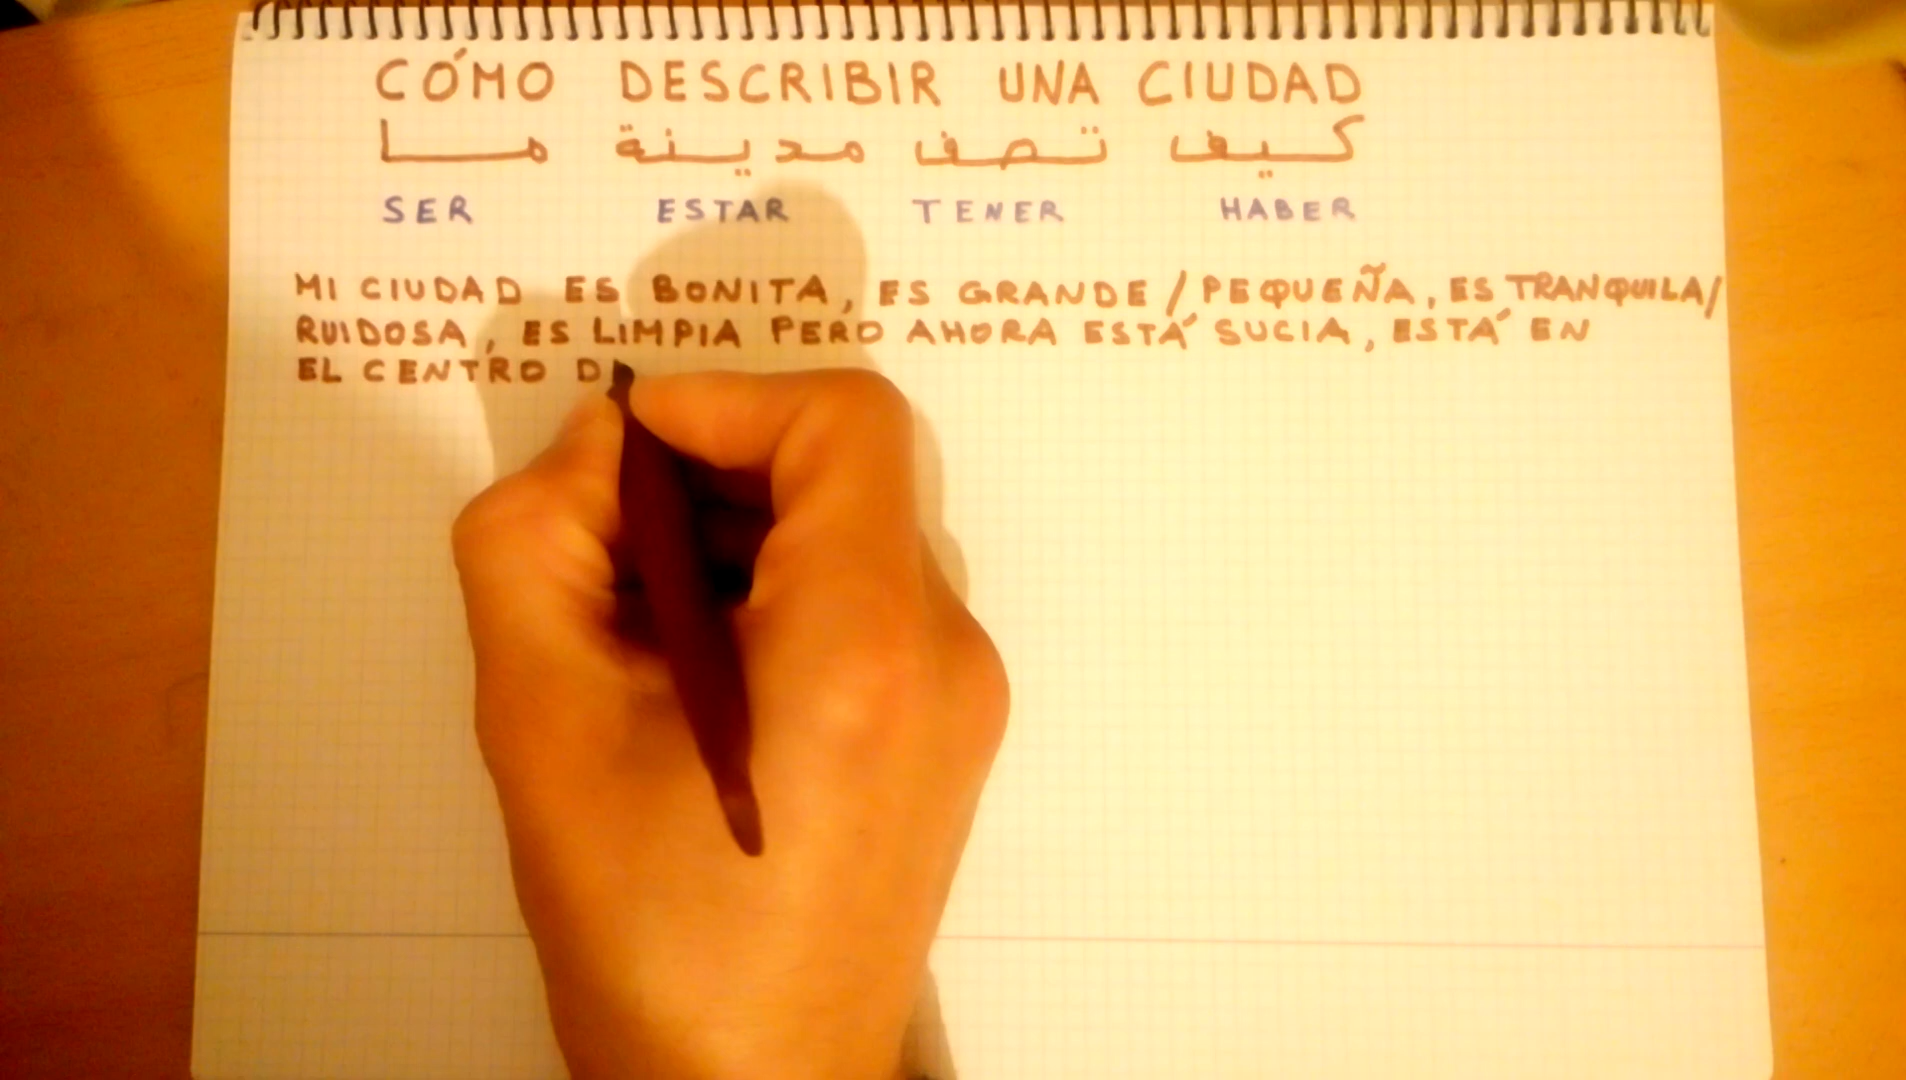 CÓMO DESCRIBIR UNA CIUDAD
كيف تصف مدينة ما
SER ESTAR TENER HABER
MI CIUDAD ES BONITA, ES GRANDE/PEQUEÑA, ES TRANQUILA/
RUIDOSA, ES LIMPIA PERO AHORA ESTÁ SUCIA, ESTÁ EN
EL CENTRO